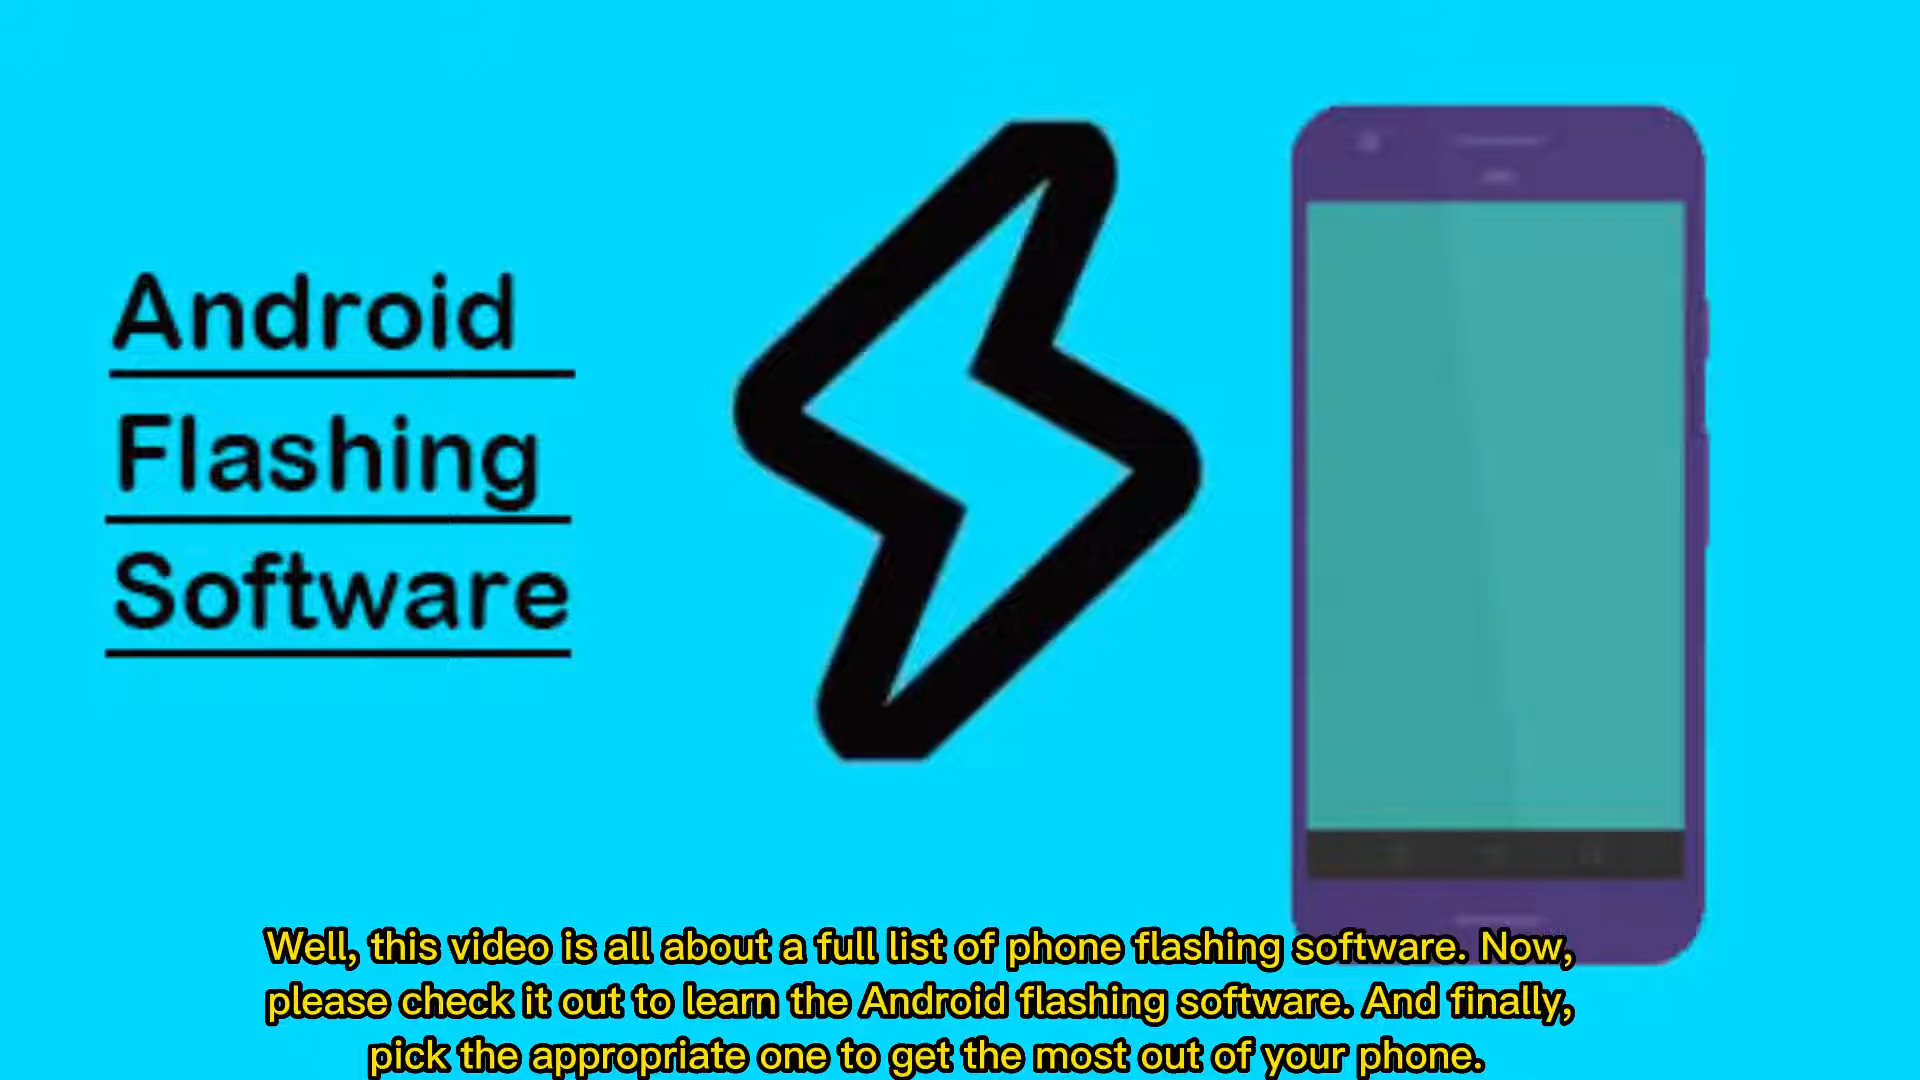 Android
Flashing
Software
Well, this video is all about a full list of phone flashing software. Now,
please check it out to learn the Android flashing software. And finally,
pick the appropriate one to get the most out of your phone.